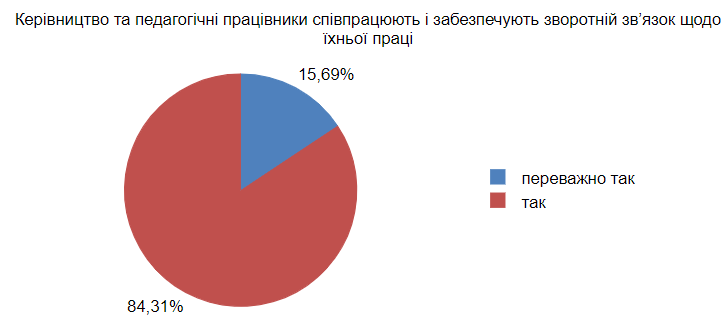 Керівництво та педагогічні працівники співпрацюють і забезпечують зворотній зв’язок щодо
їхньої праці
15,69%
переважно так
так
84,31%